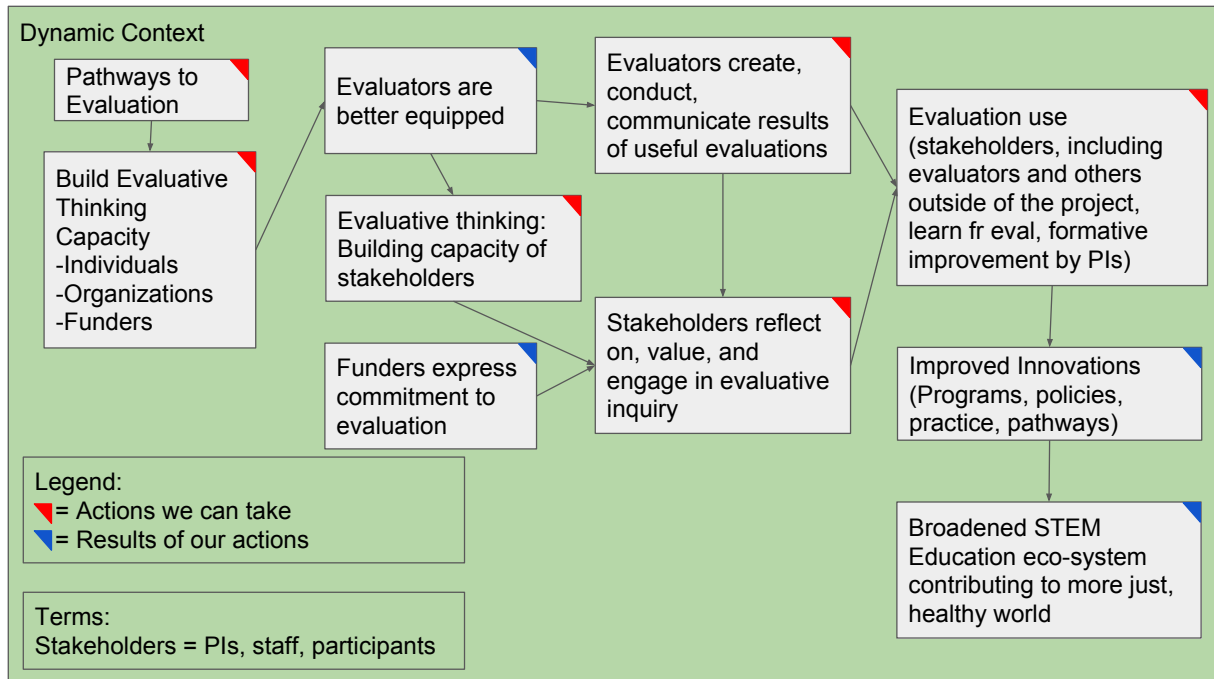 Dynamic Context
Pathways to
Evaluation
Build Evaluative
Thinking
Capacity
-Individuals
-Organizations
-Funders
Evaluators are
better equipped
Evaluative thinking:
Building capacity of
stakeholders
Funders express
commitment to
evaluation
Evaluators create,
conduct,
communicate results
of useful evaluations
Stakeholders reflect
on, value, and
engage in evaluative
inquiry
Evaluation use
(stakeholders, including
evaluators and others
outside of the project,
learn fr eval, formative
improvement by PIs)
Improved Innovations
(Programs, policies,
practice, pathways)
Broadened STEM
Education eco-system
contributing to more just,
healthy world
Legend:
= Actions we can take
= Results of our actions
Terms:
Stakeholders = PIs, staff, participants